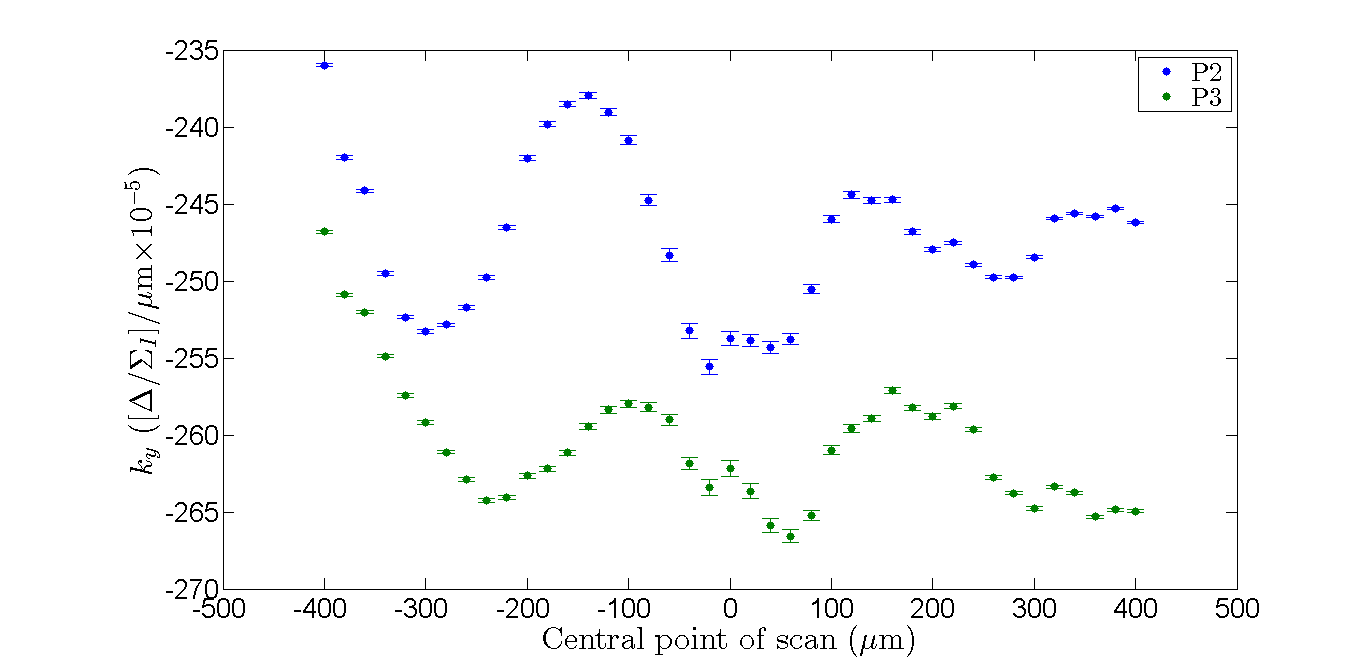 -235
-240
-245
-250
-255
-260
-265
-270
k_y ([Δ/Σ_I]/μm×10^{-5})
P2
P3
-500 -400 -300 -200 -100 0 100 200 300 400 500
Central point of scan (μm)